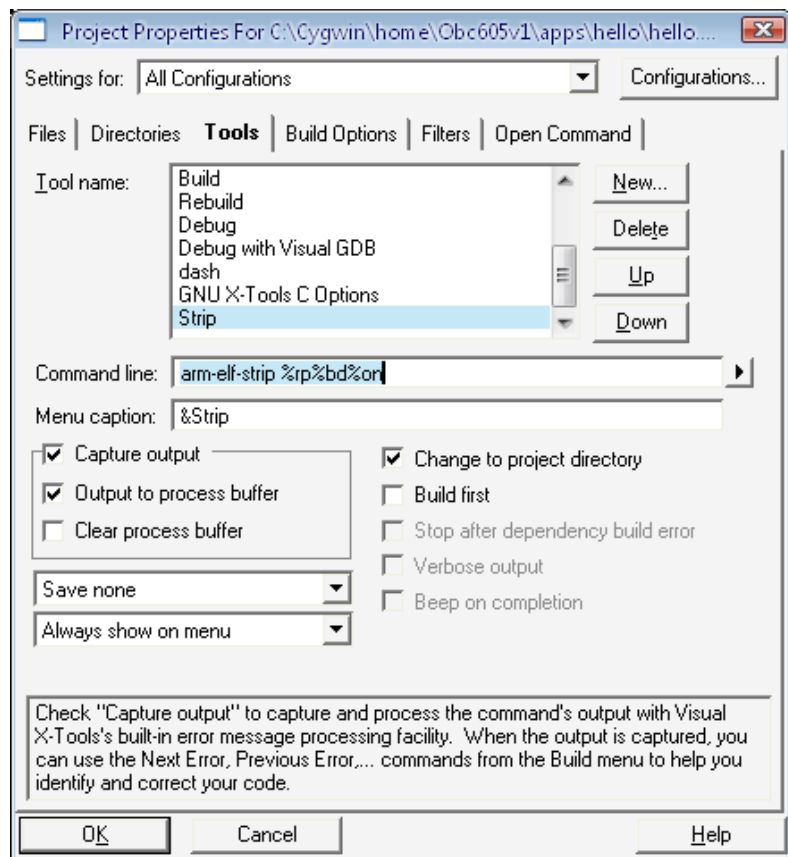 Project Properties For C:\Cygwin\home\Obc605v1\apps\hello\hello....
Settings for: All Configurations Configurations...
Files Directories Tools Build Options Filters Open Command
Tool name:
Build
Rebuild
Debug
Debug with Visual GDB
dash
GNU X-Tools C Options
Strip
New...
Delete
Up
Down
Command line: arm-elf-strip %rp%bd%on
Menu caption: &Strip
Capture output
Output to process buffer
Clear process buffer
Save none
Always show on menu
Change to project directory
Build first
Stop after dependency build error
Verbose output
Beep on completion
Check "Capture output" to capture and process the command's output with Visual
X-Tools's built-in error message processing facility. When the output is captured, you
can use the Next Error, Previous Error,... commands from the Build menu to help you
identify and correct your code.
OK Cancel Help